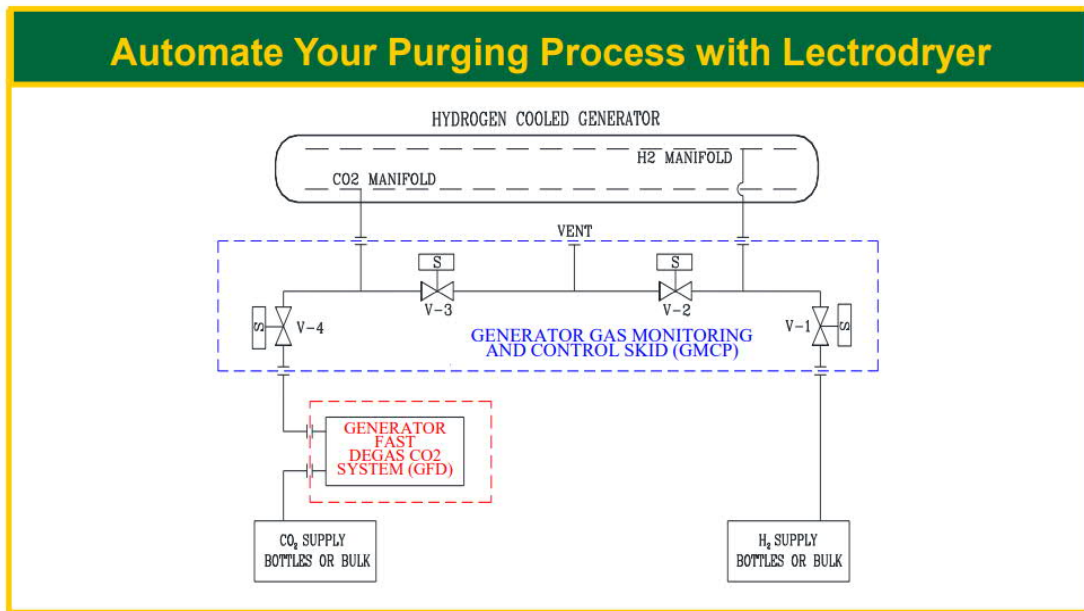 Automate Your Purging Process with Lectrodryer
HYDROGEN COOLED GENERATOR
H2 MANIFOLD
CO2 MANIFOLD
VENT
S
S
V-3
V-2
S
V-4
V-1
S
GENERATOR GAS MONITORING
AND CONTROL SKID (GMCP)
GENERATOR
FAST
DEGAS CO2
SYSTEM (GFD)
CO₂ SUPPLY
BOTTLES OR BULK
H₂ SUPPLY
BOTTLES OR BULK